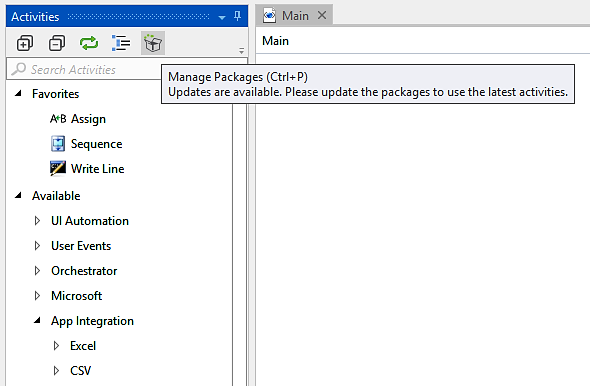 Activities
Main
Main
Search Activities
Manage Packages (Ctrl+P)
Updates are available. Please update the packages to use the latest activities.
Favorites
A+B Assign
Sequence
Write Line
Available
UI Automation
User Events
Orchestrator
Microsoft
App Integration
Excel
CSV